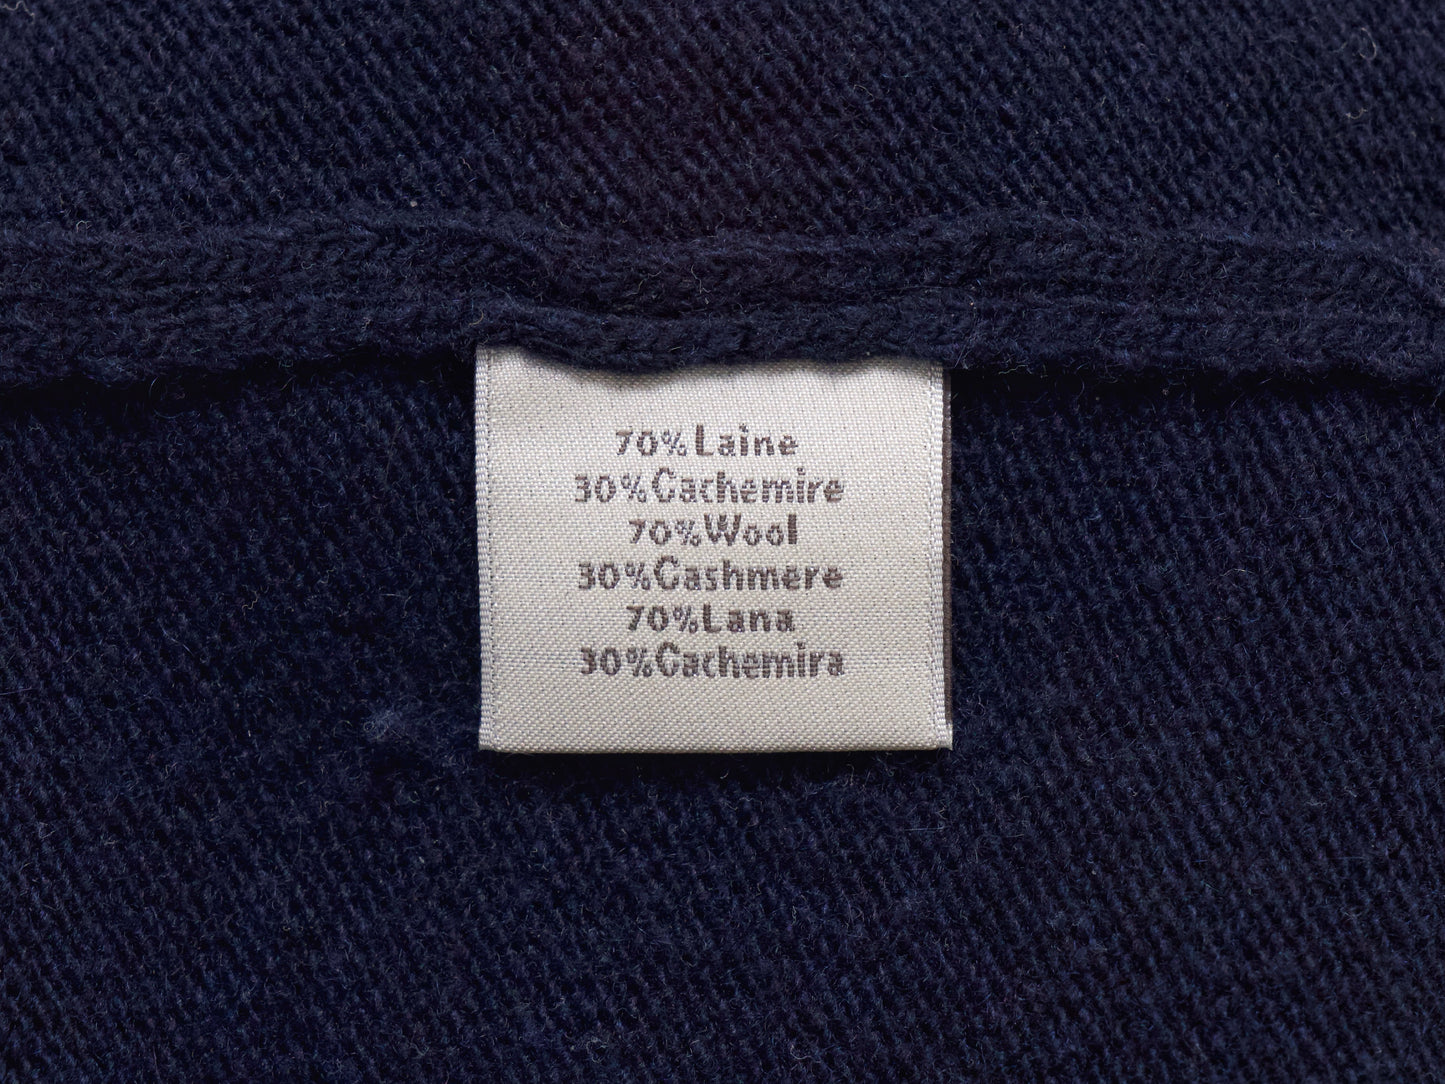 70%Laine
30%Cachemire
70%Wool
30%Cashmere
70%Lana
30%Cachemira